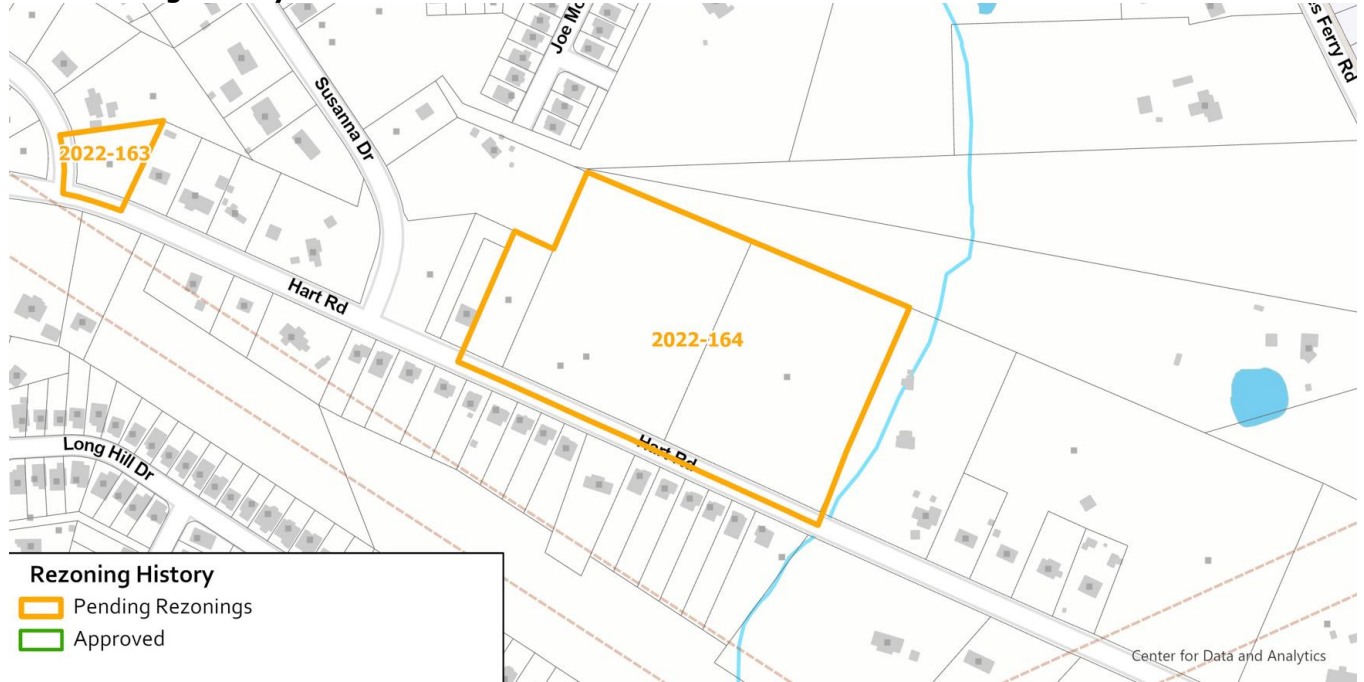 Joe Mc
s Ferry Rd
Susanna Dr
2022-163
Hart Rd
2022-164
Hart Rd
Long Hill Dr
Rezoning History
Pending Rezonings
Approved
Center for Data and Analytics